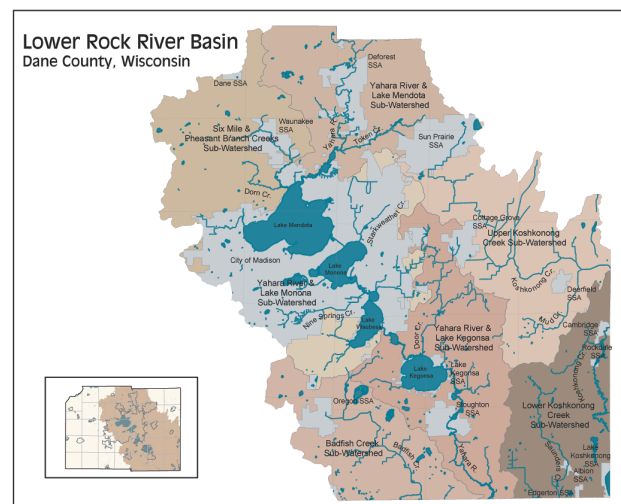 Lower Rock River Basin
Dane County, Wisconsin
Deforest
SSA
Dane SSA
Yahara River &
Lake Mendota
Sub-Watershed
Waunakee
SSA
Six Mile &
Pheasant Branch Creeks
Sub-Watershed
Yahara R.
Token Cr.
Sun Prairie
SSA
Dorn Cr.
Lake Mendota
Starkweather Cr.
Cottage Grove
SSA
Upper Koshkonong
Creek Sub-Watershed
City of Madison
Lake
Monona
Koshkonong Cr.
Yahara River &
Lake Monona
Sub-Watershed
Deerfield
SSA
Nine Springs Cr.
Lake
Waubesa
Mud Cr.
Door Cr.
Yahara River &
Lake Kegonsa
Sub-Watershed
Cambridge
SSA
Rockdale
SSA
Koshkonong Cr.
Lake
Kegonsa
Lake
Kegonsa
SSA
Oregon SSA
Stoughton
SSA
Lower Koshkonong
Creek
Sub-Watershed
Badfish Creek
Sub-Watershed
Badfish Cr.
Yahara R.
Saunders Cr.
Lake
Koshkonong
SSA
Albion
SSA
Edgerton SSA